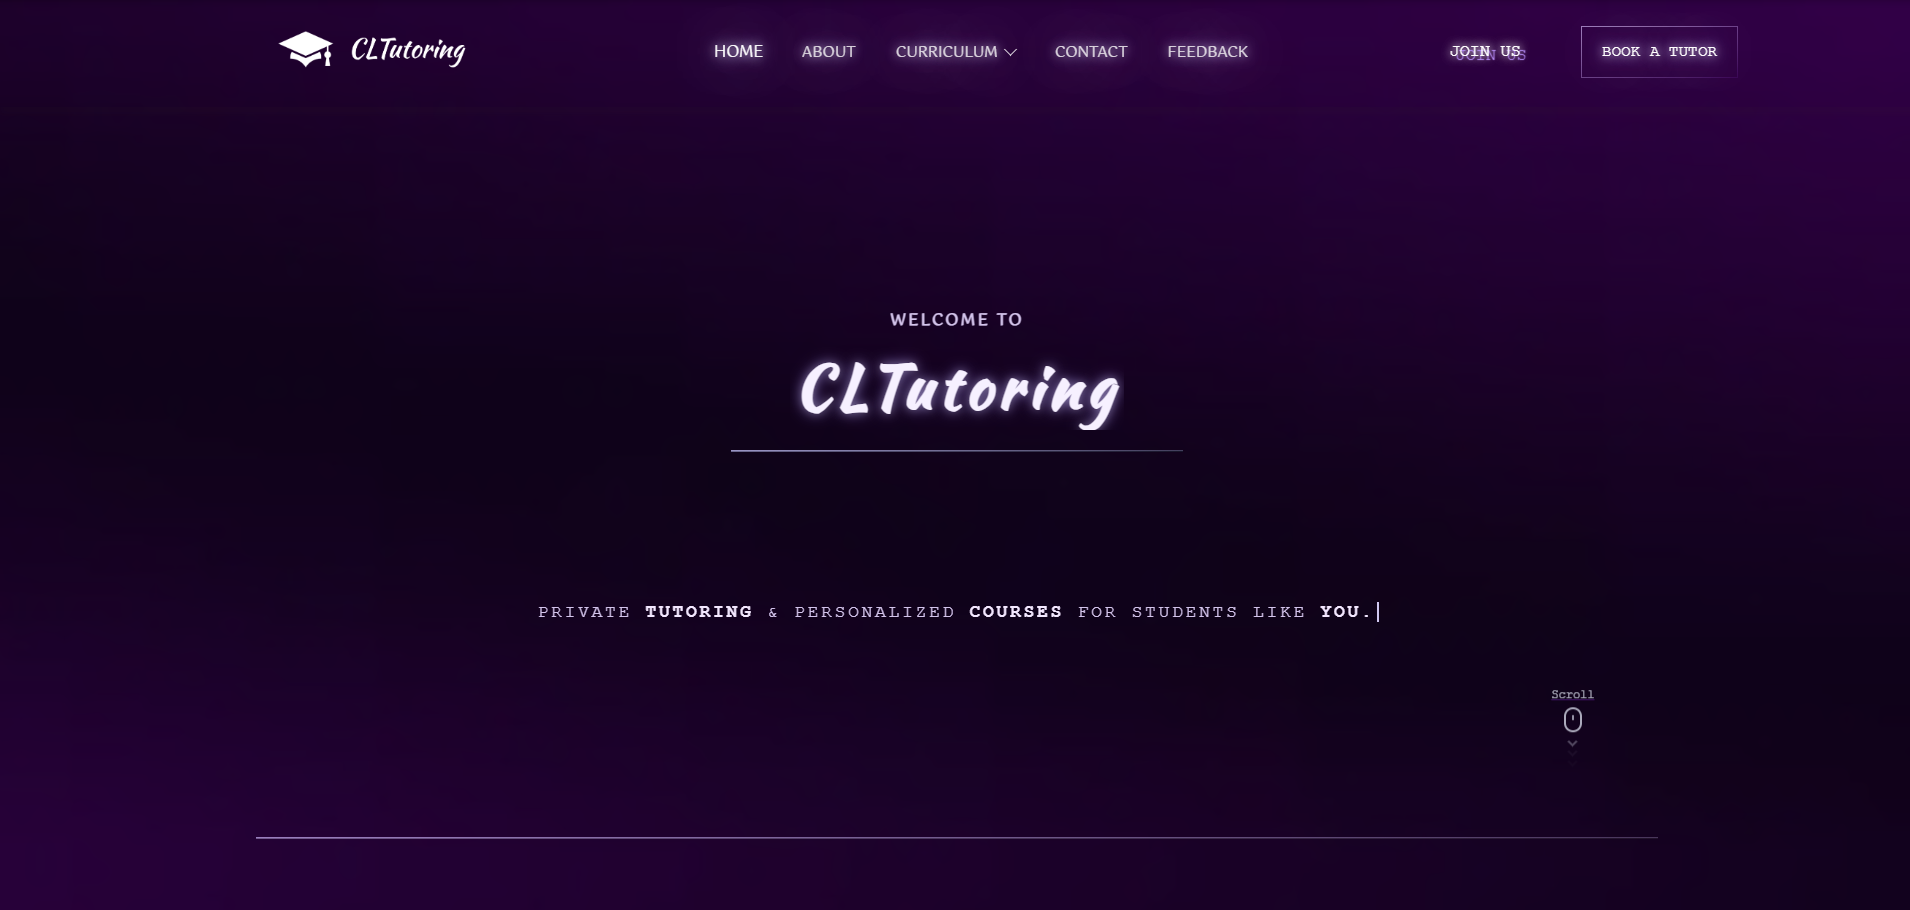 CLTutoring
HOME ABOUT CURRICULUM CONTACT FEEDBACK
JOIN US
BOOK A TUTOR
WELCOME TO
CLTutoring
PRIVATE TUTORING & PERSONALIZED COURSES FOR STUDENTS LIKE YOU.
Scroll